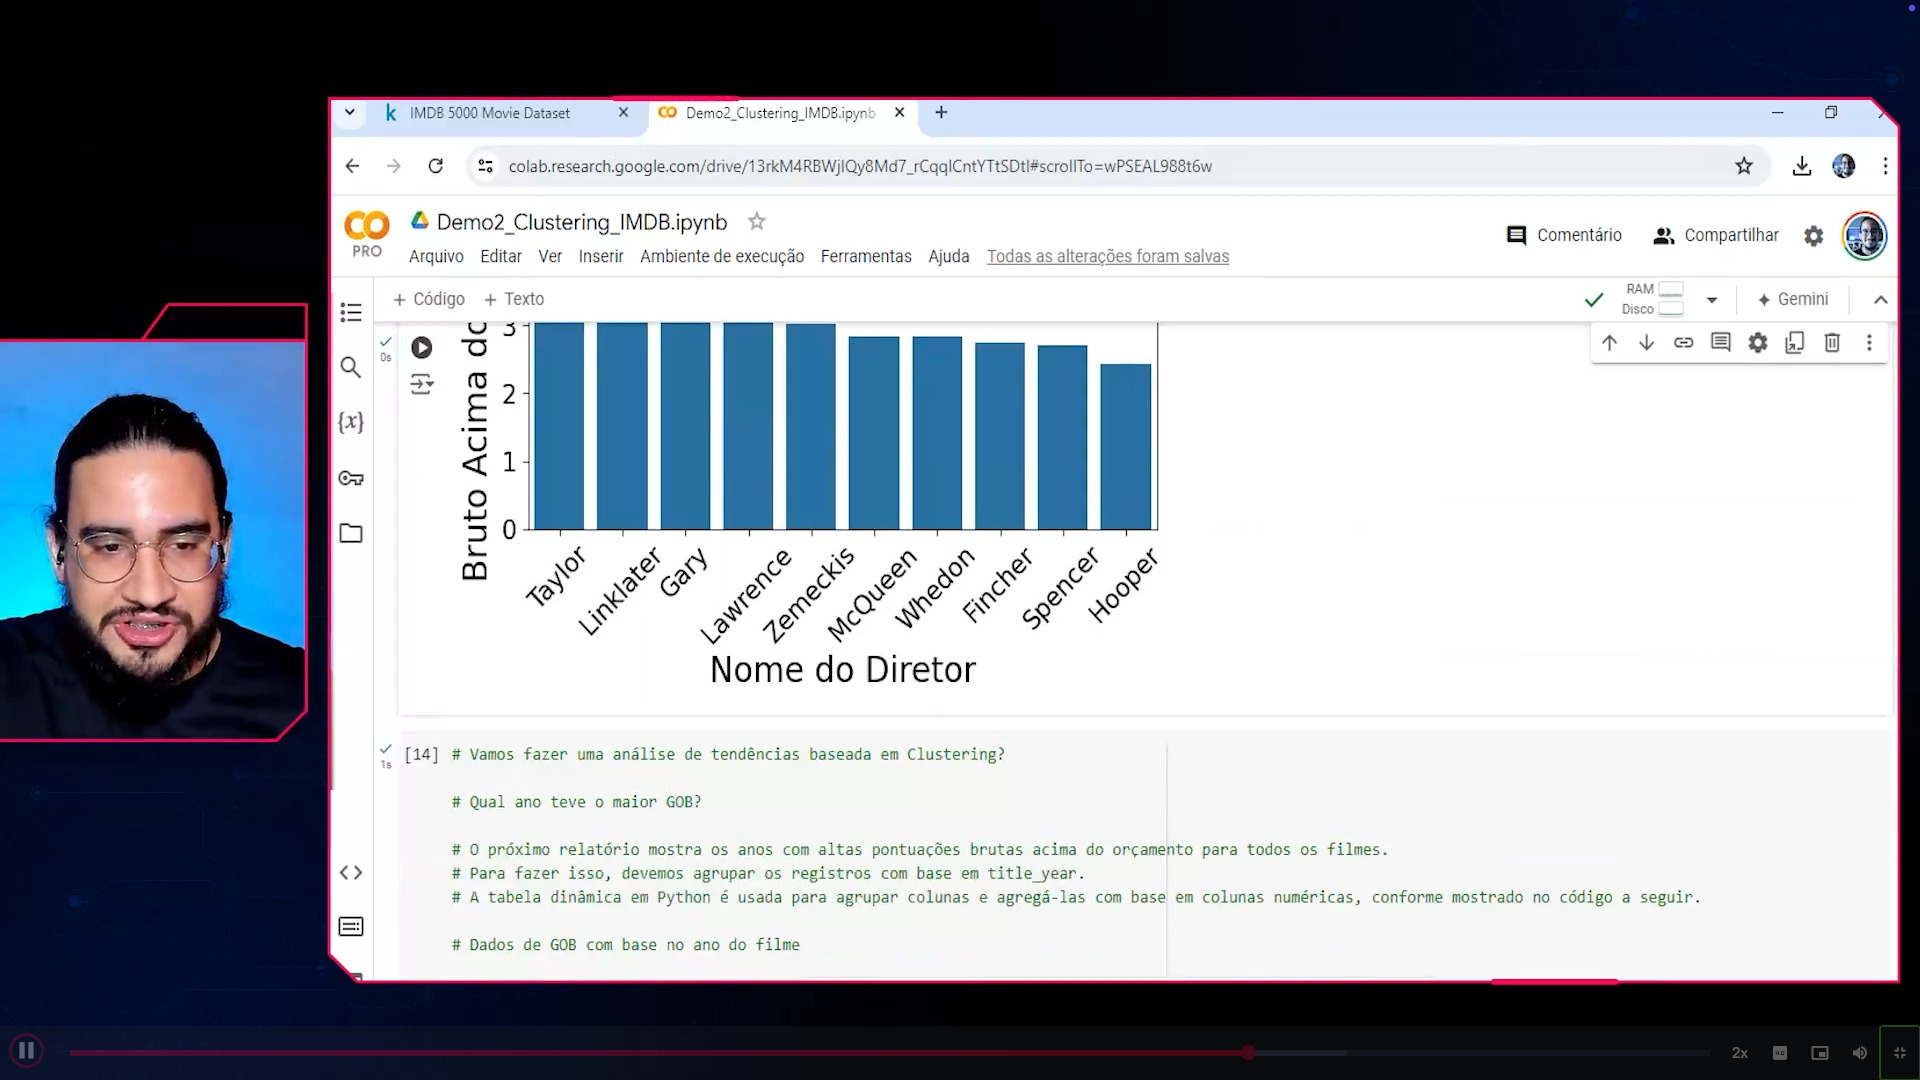 IMDB 5000 Movie Dataset
Demo2_Clustering_IMDB.ipynb
colab.research.google.com/drive/13rkM4RBWjIQy8Md7_rCqqlCntYTtSDtI#scrollTo=wPSEAL988t6w
CO
PRO
Demo2_Clustering_IMDB.ipynb
Comentário
Compartilhar
Arquivo Editar Ver Inserir Ambiente de execução Ferramentas Ajuda Todas as alterações foram salvas
+ Código + Texto
RAM
Disco
Gemini
0s
Bruto Acima do
3
2
1
0
Taylor
Linklater
Gary
Lawrence
Zemeckis
McQueen
Whedon
Fincher
Spencer
Hooper
Nome do Diretor
1s
[14] # Vamos fazer uma análise de tendências baseada em Clustering?
# Qual ano teve o maior GOB?
# O próximo relatório mostra os anos com altas pontuações brutas acima do orçamento para todos os filmes.
# Para fazer isso, devemos agrupar os registros com base em title_year.
# A tabela dinâmica em Python é usada para agrupar colunas e agregá-las com base em colunas numéricas, conforme mostrado no código a seguir.
# Dados de GOB com base no ano do filme
2x